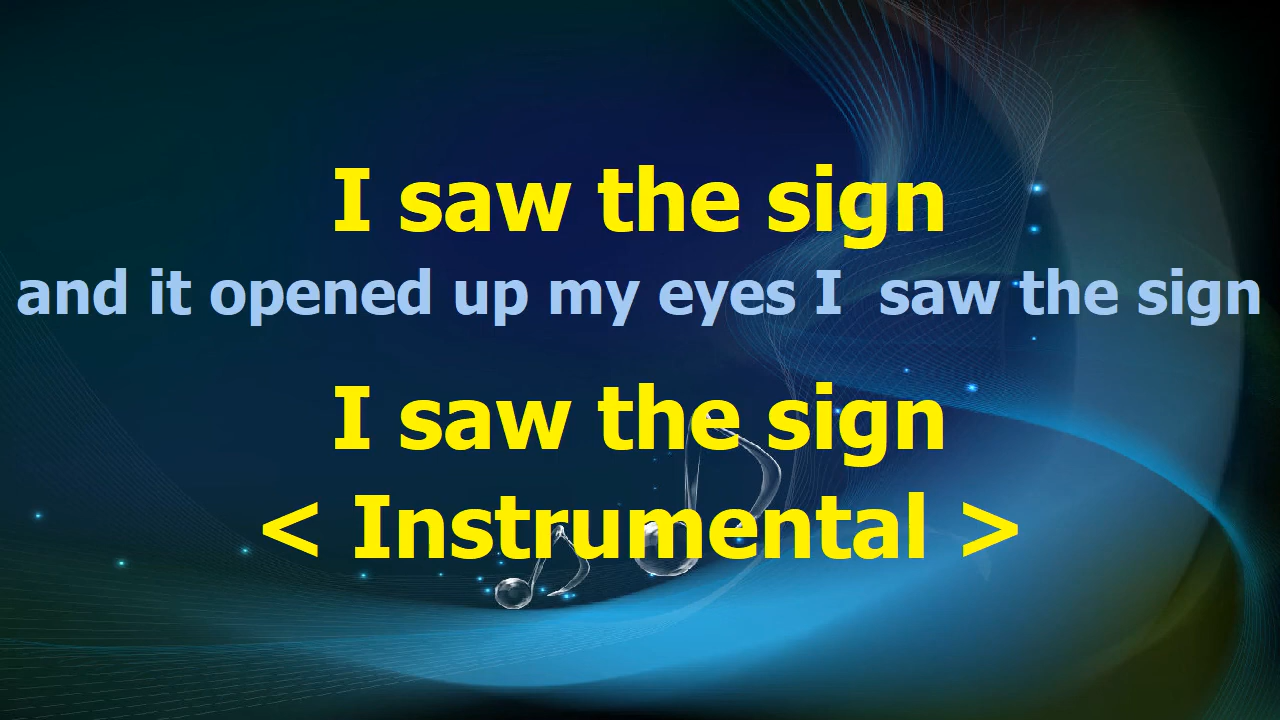 I saw the sign
and it opened up my eyes I  saw the sign
I saw the sign
< Instrumental >